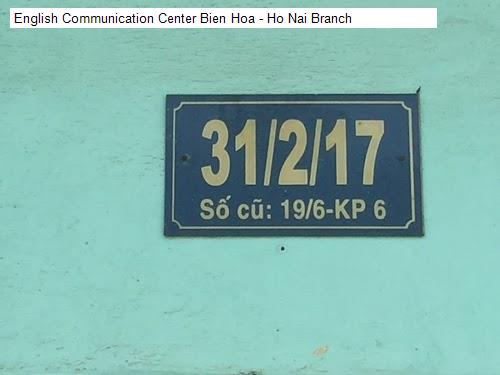 English Communication Center Bien Hoa - Ho Nai Branch
31/2/17
Số cũ: 19/6-KP 6